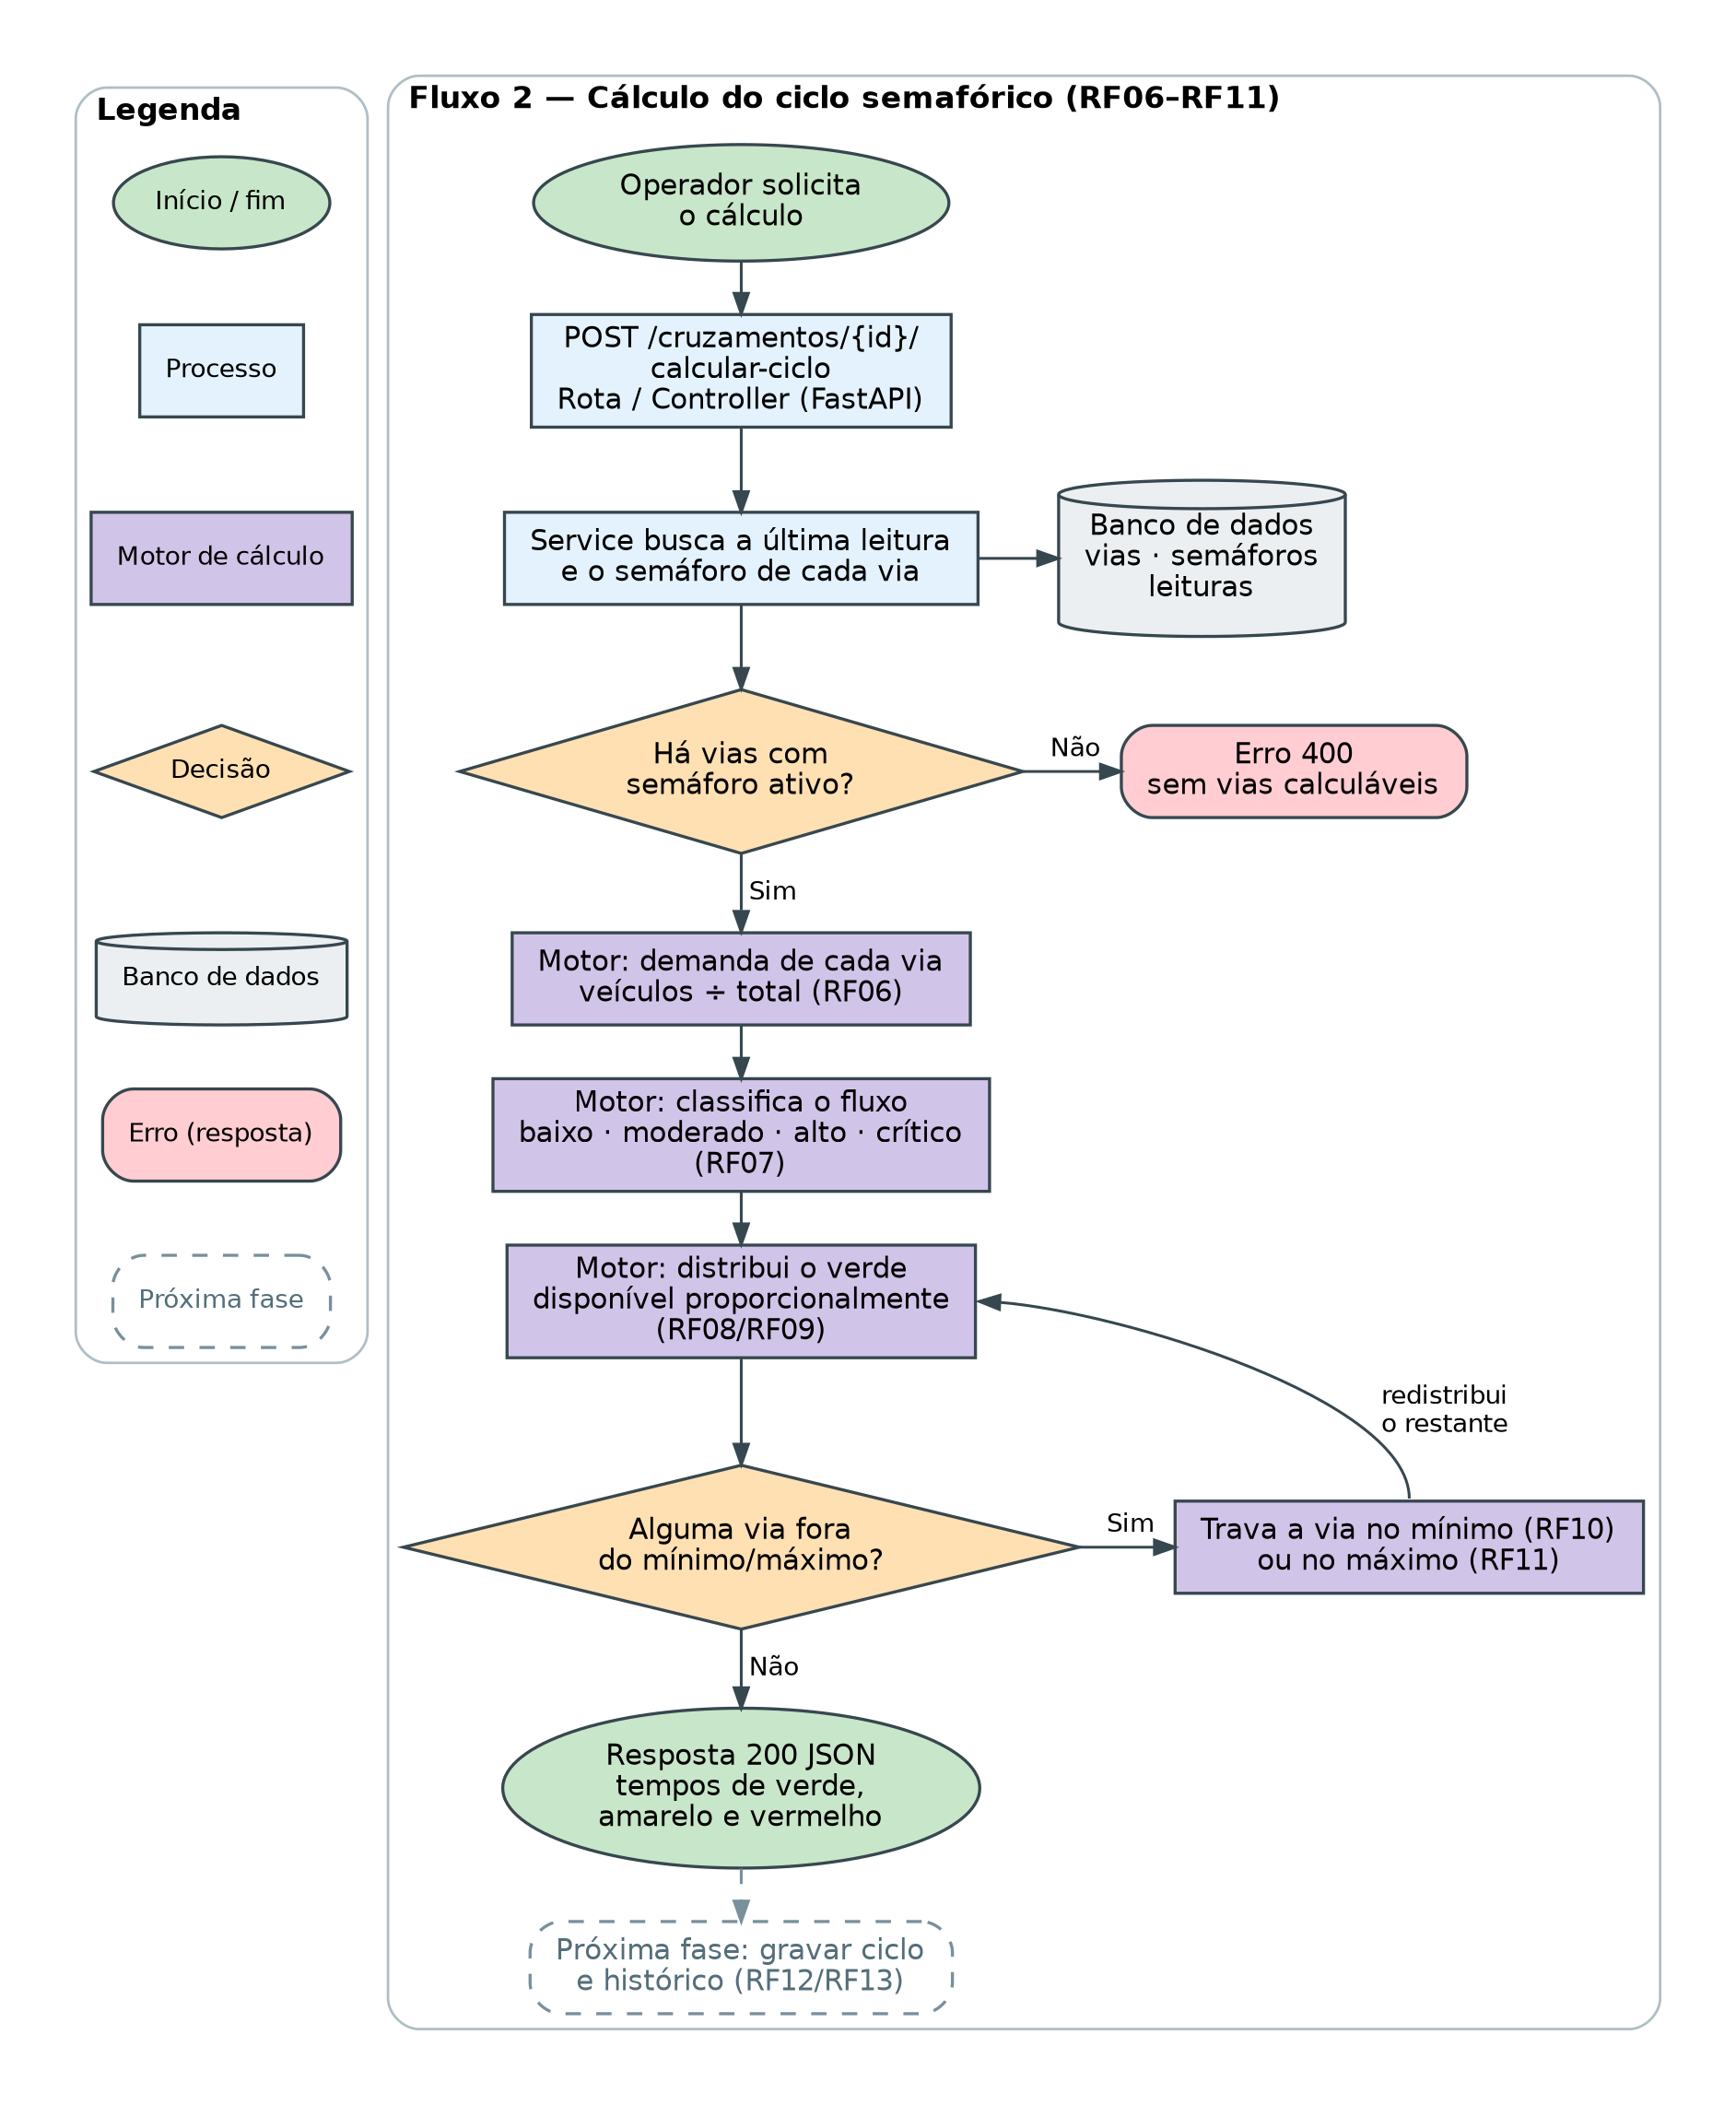 Legenda
Início / fim
Processo
Motor de cálculo
Decisão
Banco de dados
Erro (resposta)
Próxima fase
Fluxo 2 — Cálculo do ciclo semafórico (RF06–RF11)
Operador solicita
o cálculo
POST /cruzamentos/{id}/
calcular-ciclo
Rota / Controller (FastAPI)
Service busca a última leitura
e o semáforo de cada via
Banco de dados
vias · semáforos
leituras
Há vias com
semáforo ativo?
Não
Erro 400
sem vias calculáveis
Sim
Motor: demanda de cada via
veículos ÷ total (RF06)
Motor: classifica o fluxo
baixo · moderado · alto · crítico
(RF07)
Motor: distribui o verde
disponível proporcionalmente
(RF08/RF09)
redistribui
o restante
Alguma via fora
do mínimo/máximo?
Sim
Trava a via no mínimo (RF10)
ou no máximo (RF11)
Não
Resposta 200 JSON
tempos de verde,
amarelo e vermelho
Próxima fase: gravar ciclo
e histórico (RF12/RF13)